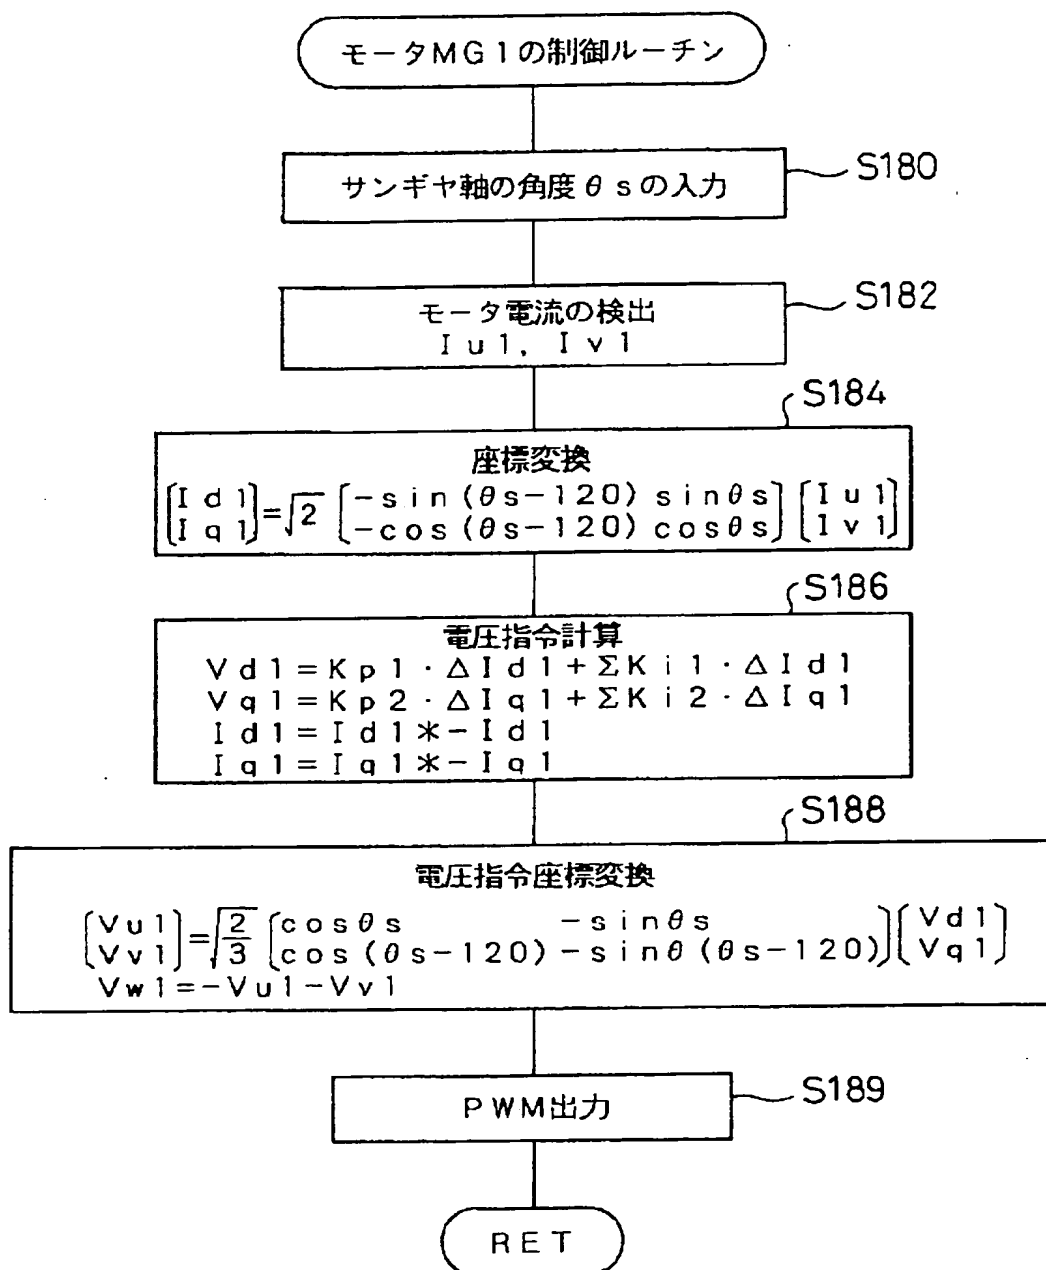 モータMG1の制御ルーチン
サンギヤ軸の角度θsの入力
S180
モータ電流の検出
Iu1, Iv1
S182
S184
座標変換
[Id1] = √2 [-sin(θs-120) sinθs] [Iu1]
[Iq1] [-cos(θs-120) cosθs] [Iv1]
S186
電圧指令計算
Vd1=Kp1・ΔId1+ΣKi1・ΔId1
Vq1=Kp2・ΔIq1+ΣKi2・ΔIq1
Id1=Id1*-Id1
Iq1=Iq1*-Iq1
S188
電圧指令座標変換
[Vu1] = √2/3 [cosθs -sinθs] [Vd1]
[Vv1] [cos(θs-120)-sinθ(θs-120)] [Vq1]
Vw1=-Vu1-Vv1
PWM出力
S189
RET